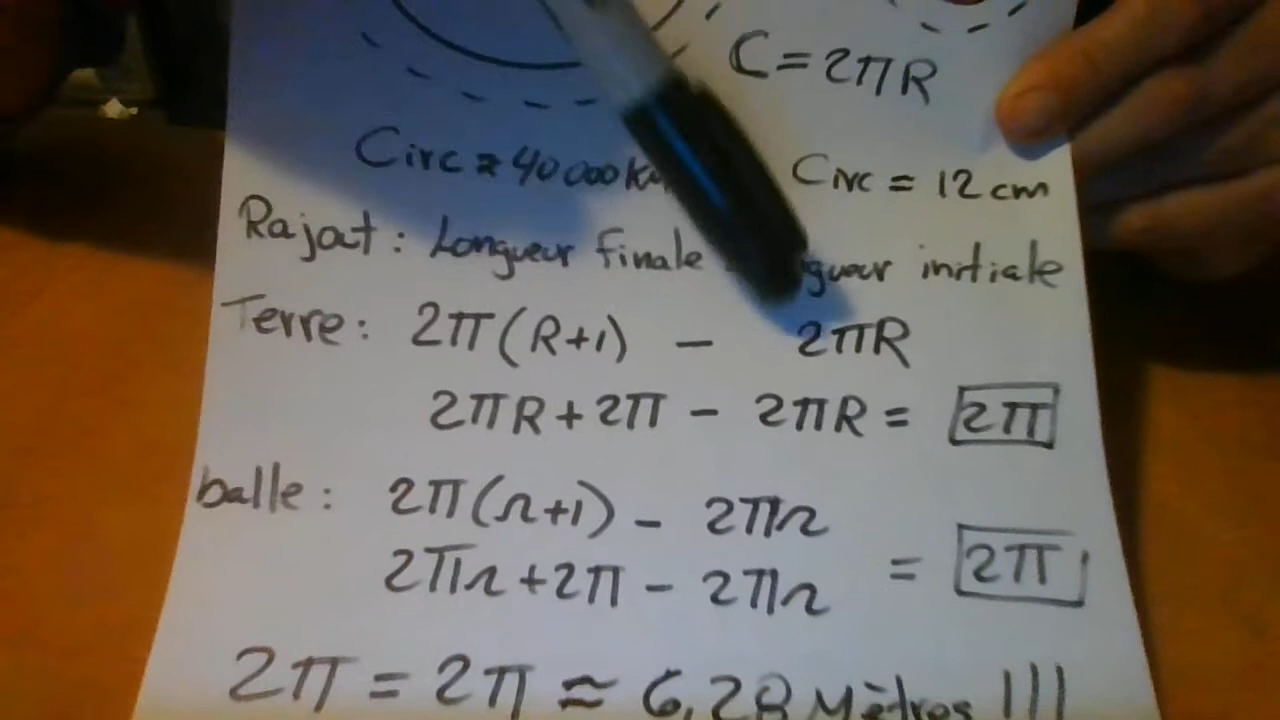 C = 2πR
Circ ≈ 40 000 Circ = 12 cm
Rajout : Longueur finale initiale
Terre : 2π(R+1) - 2πR
2πR + 2π - 2πR = 2π
balle : 2π(r+1) - 2πr
2πr + 2π - 2πr = 2π
2π = 2π ≈ 6,28 Mètres !!!